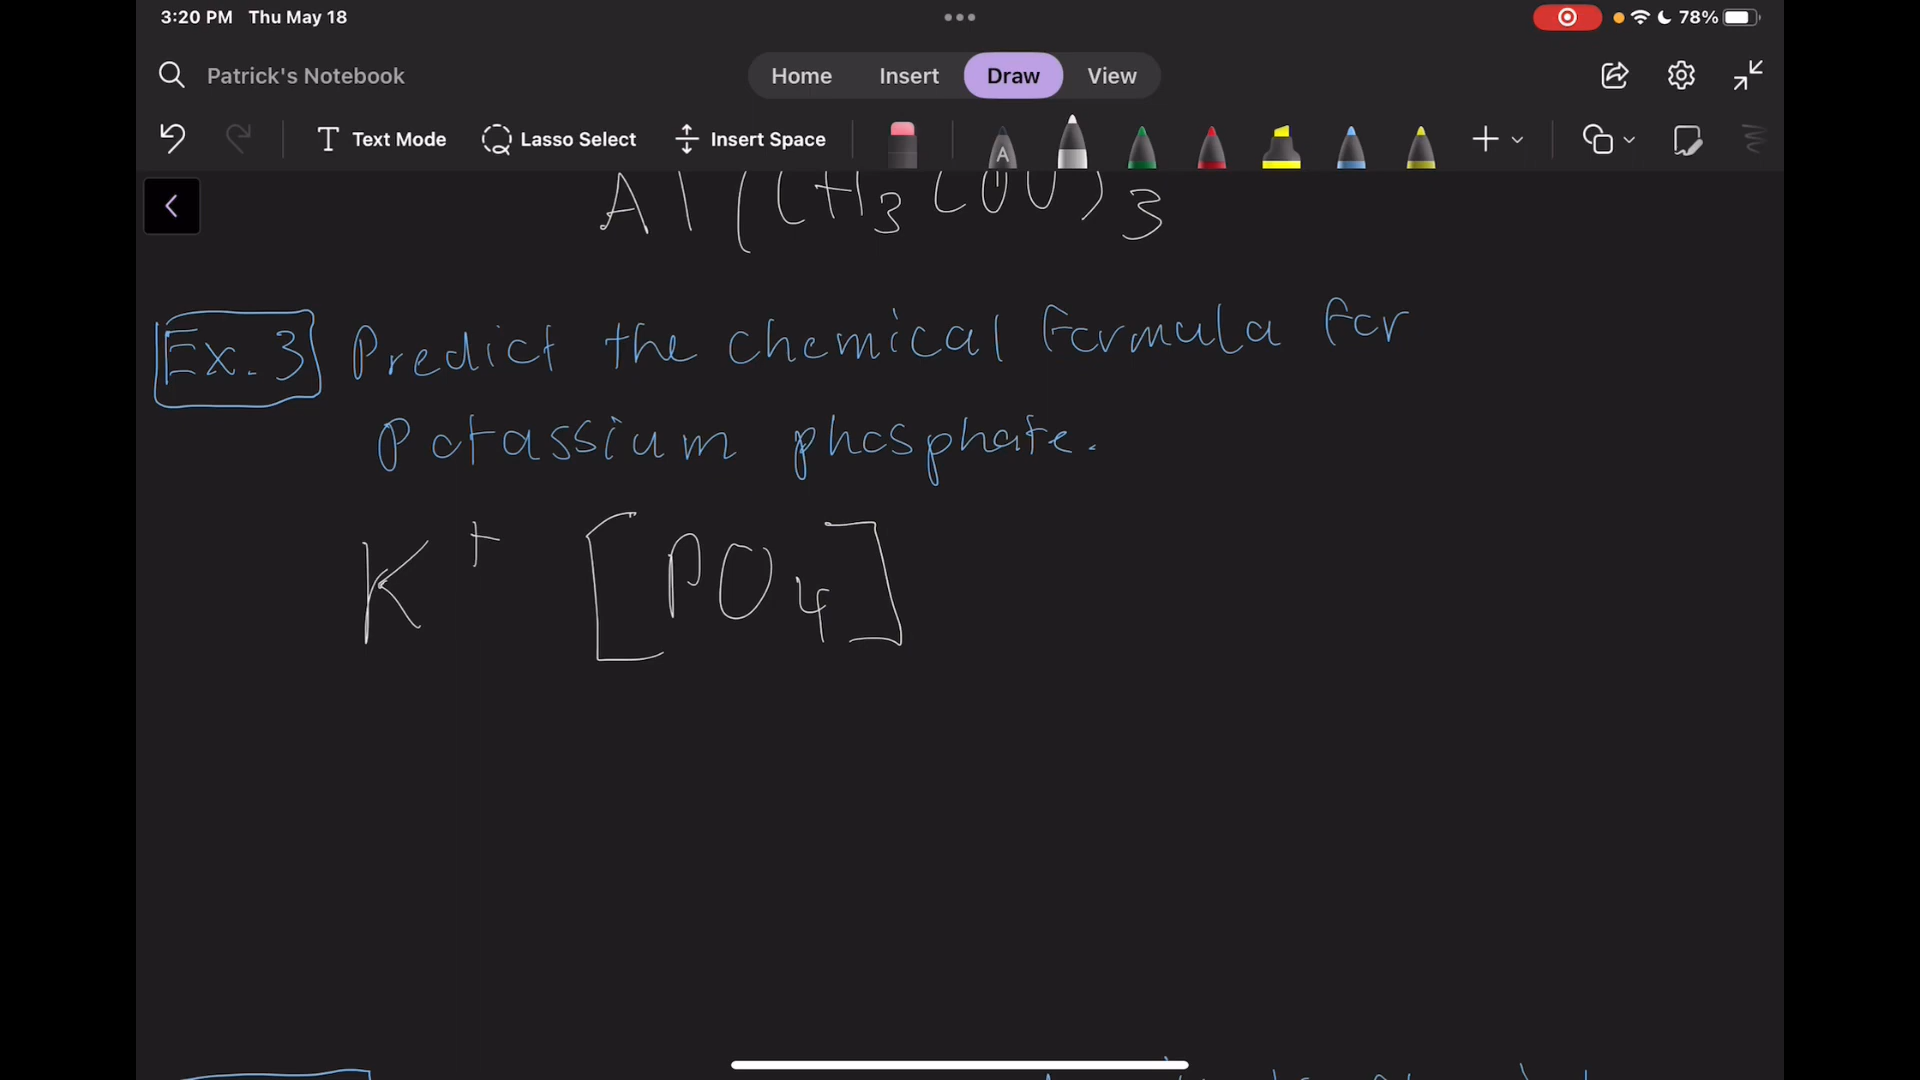 3:20 PM Thu May 18
78%
Patrick's Notebook
Home Insert Draw View
T Text Mode Lasso Select Insert Space A
Al(CH₃COO)₃
Ex. 3 Predict the chemical formula for
potassium phosphate.
K⁺ [PO₄]